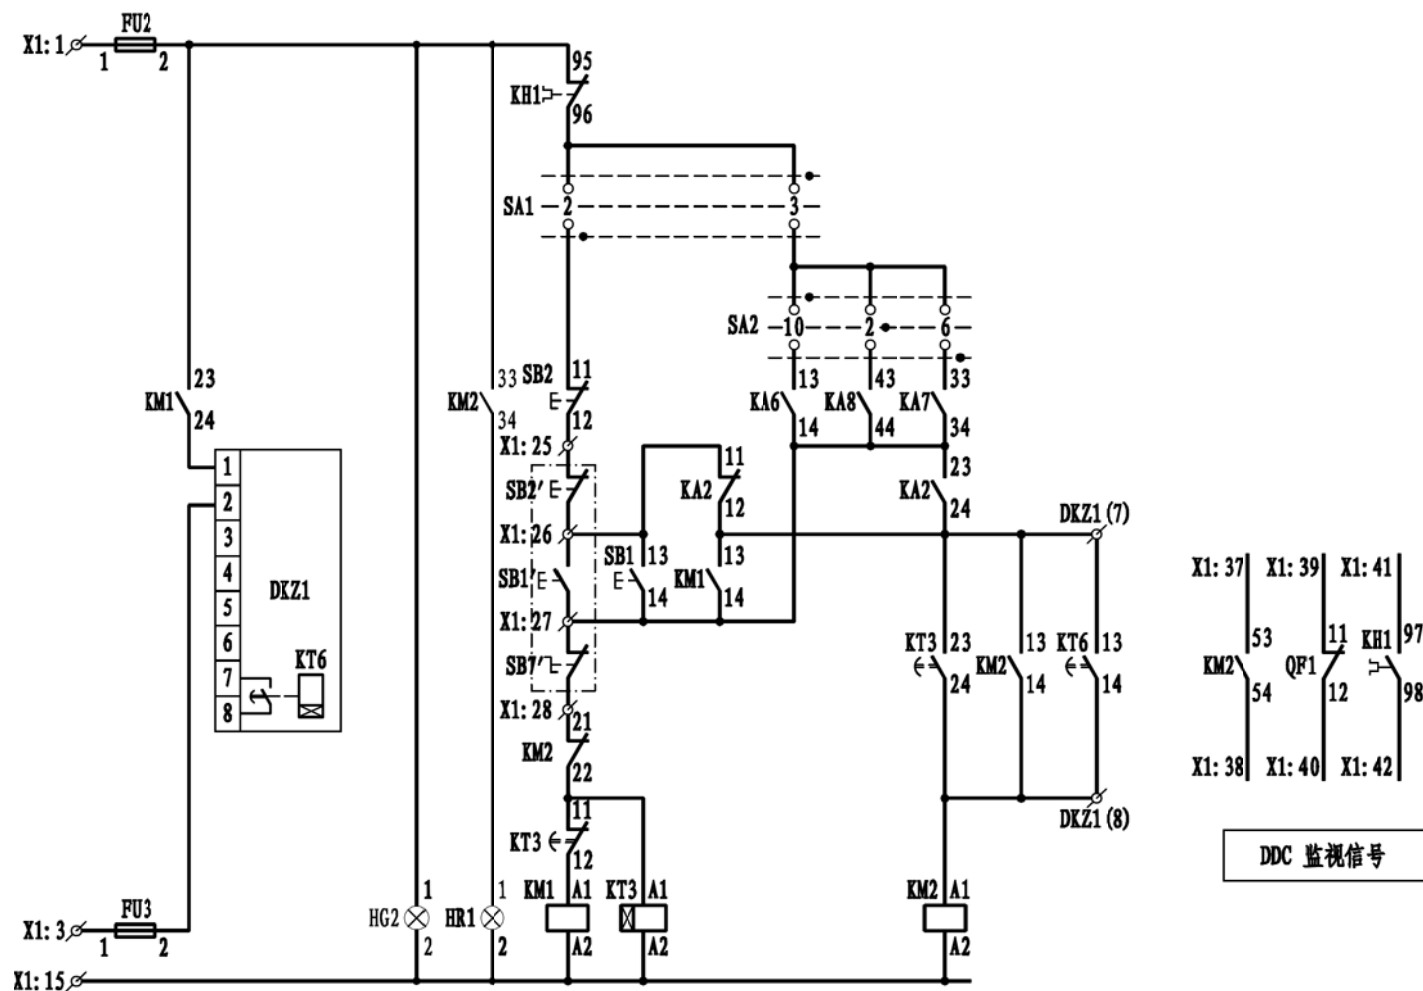 FU2
X1:1
1 2
95
KH1
96
SA1 2 3
SA2 10 2 6
23
KM1
24
33
KM2
34
SB2 11
12
13 43 33
KA6 KA8 KA7
14 44 34
X1:25
11
KA2
12
23
KA2
24
SB2′
X1:26
DKZ1(7)
SB1′
SB1 13
14
13
KM1
14
X1:27
SB7′
X1:28
1
2
3
4
5
6
7
8
DKZ1
KT6
KT3 23
24
13
KM2
14
KT6 13
14
21
KM2
22
DKZ1(8)
11
KT3
12
X1:37 X1:39 X1:41
53 11 97
KM2 QF1 KH1
54 12 98
X1:38 X1:40 X1:42
DDC 监视信号
FU3
X1:3
1 2
1
HG2
2
1
HR1
2
KM1 A1
A2
KT3 A1
A2
KM2 A1
A2
X1:15